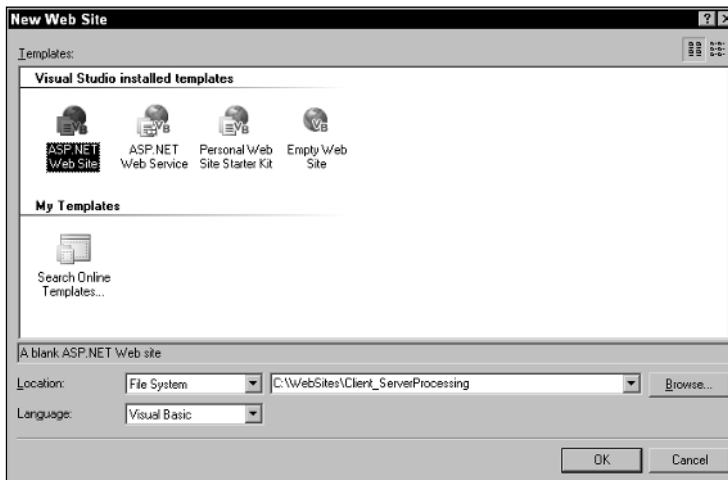 New Web Site
Templates:
Visual Studio installed templates
ASP.NET Web Site
ASP.NET Web Service
Personal Web Site Starter Kit
Empty Web Site
My Templates
Search Online Templates...
A blank ASP.NET Web site
Location:
File System
C:\WebSites\Client_ServerProcessing
Browse...
Language:
Visual Basic
OK
Cancel